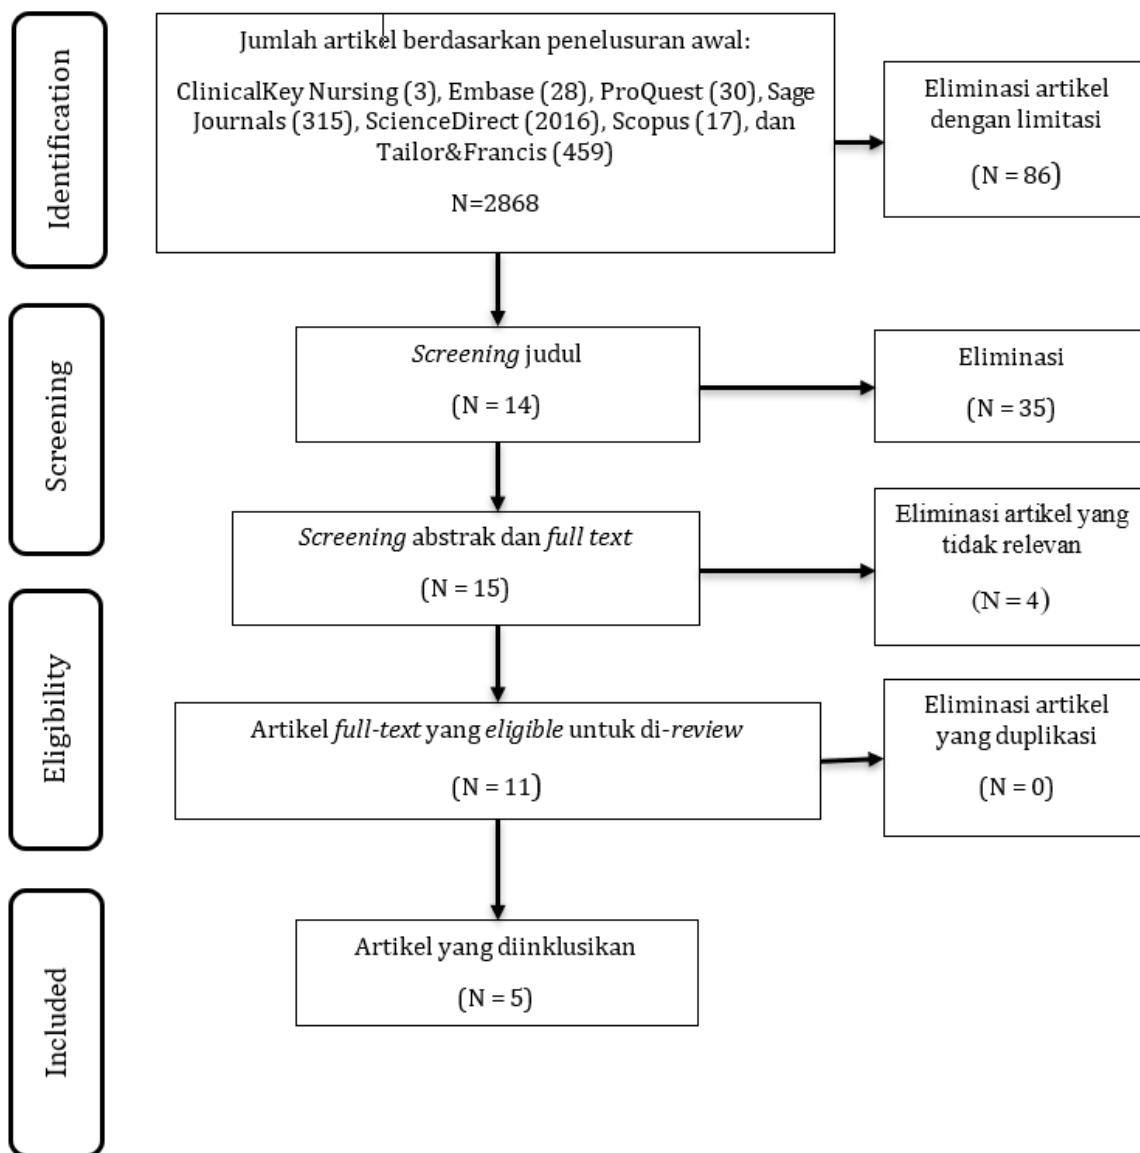 Identification
Jumlah artikel berdasarkan penelusuran awal:
ClinicalKey Nursing (3), Embase (28), ProQuest (30), Sage
Journals (315), ScienceDirect (2016), Scopus (17), dan
Tailor&Francis (459)
N=2868
Eliminasi artikel
dengan limitasi
(N = 86)
Screening
Screening judul
(N = 14)
Eliminasi
(N = 35)
Screening abstrak dan full text
(N = 15)
Eliminasi artikel yang
tidak relevan
(N = 4)
Eligibility
Artikel full-text yang eligible untuk di-review
(N = 11)
Eliminasi artikel
yang duplikasi
(N = 0)
Included
Artikel yang diinklusikan
(N = 5)